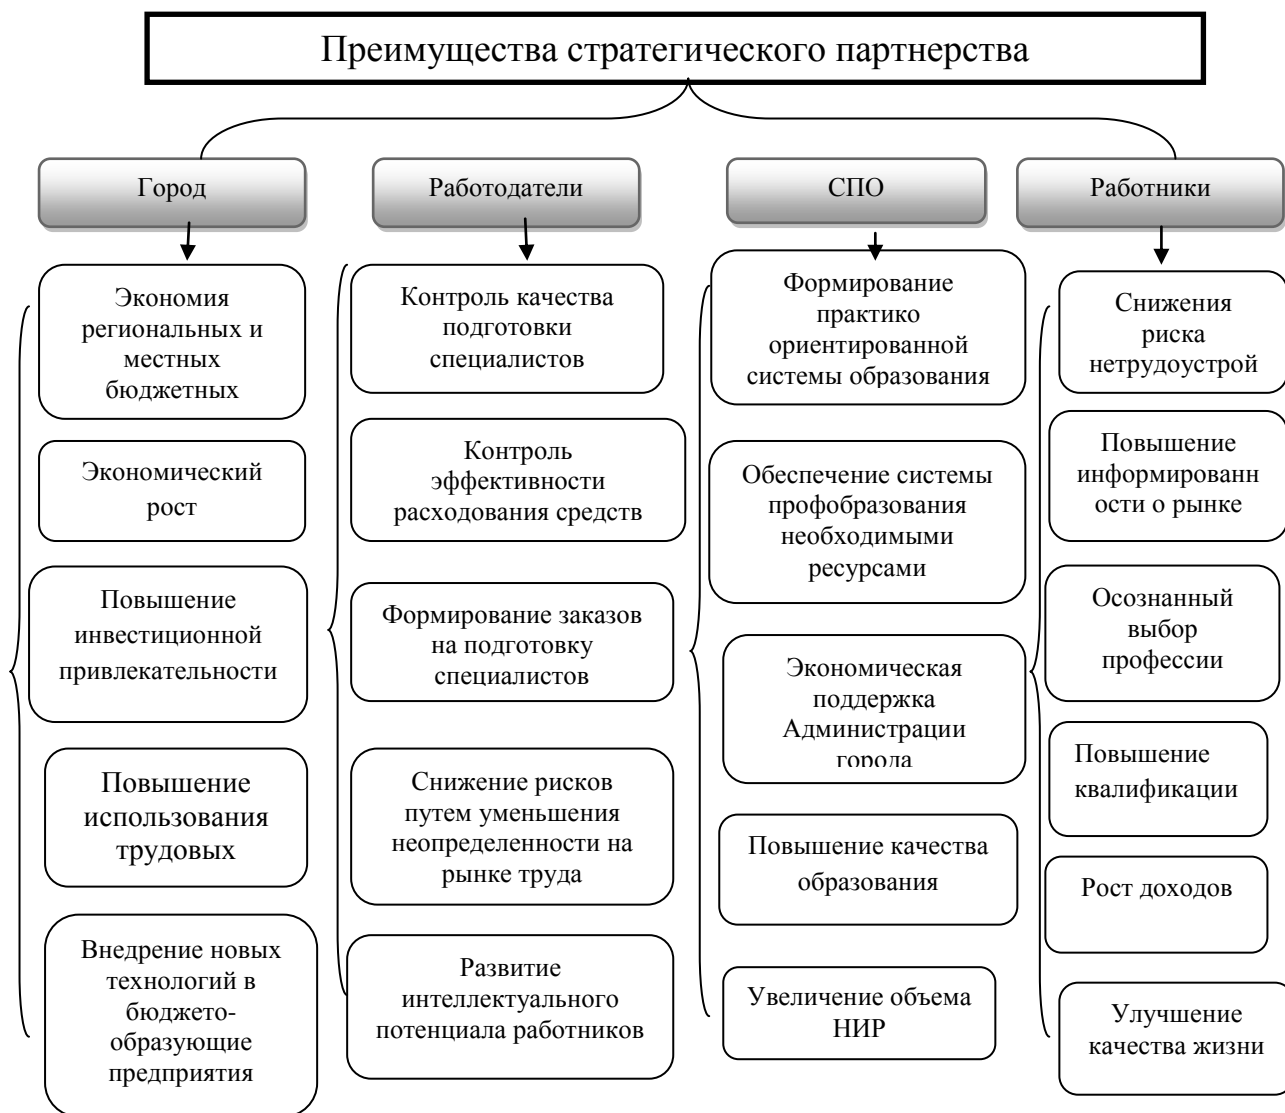 Преимущества стратегического партнерства
Город
Работодатели
СПО
Работники
Экономия
региональных и
местных
бюджетных
Экономический
рост
Повышение
инвестиционной
привлекательности
Повышение
использования
трудовых
Внедрение новых
технологий в
бюджето-
образующие
предприятия
Контроль качества
подготовки
специалистов
Контроль
эффективности
расходования средств
Формирование заказов
на подготовку
специалистов
Снижение рисков
путем уменьшения
неопределенности на
рынке труда
Развитие
интеллектуального
потенциала работников
Формирование
практико
ориентированной
системы образования
Обеспечение системы
профобразования
необходимыми
ресурсами
Экономическая
поддержка
Администрации
города
Повышение качества
образования
Увеличение объема
НИР
Снижения
риска
нетрудоустрой
Повышение
информированн
ости о рынке
Осознанный
выбор
профессии
Повышение
квалификации
Рост доходов
Улучшение
качества жизни